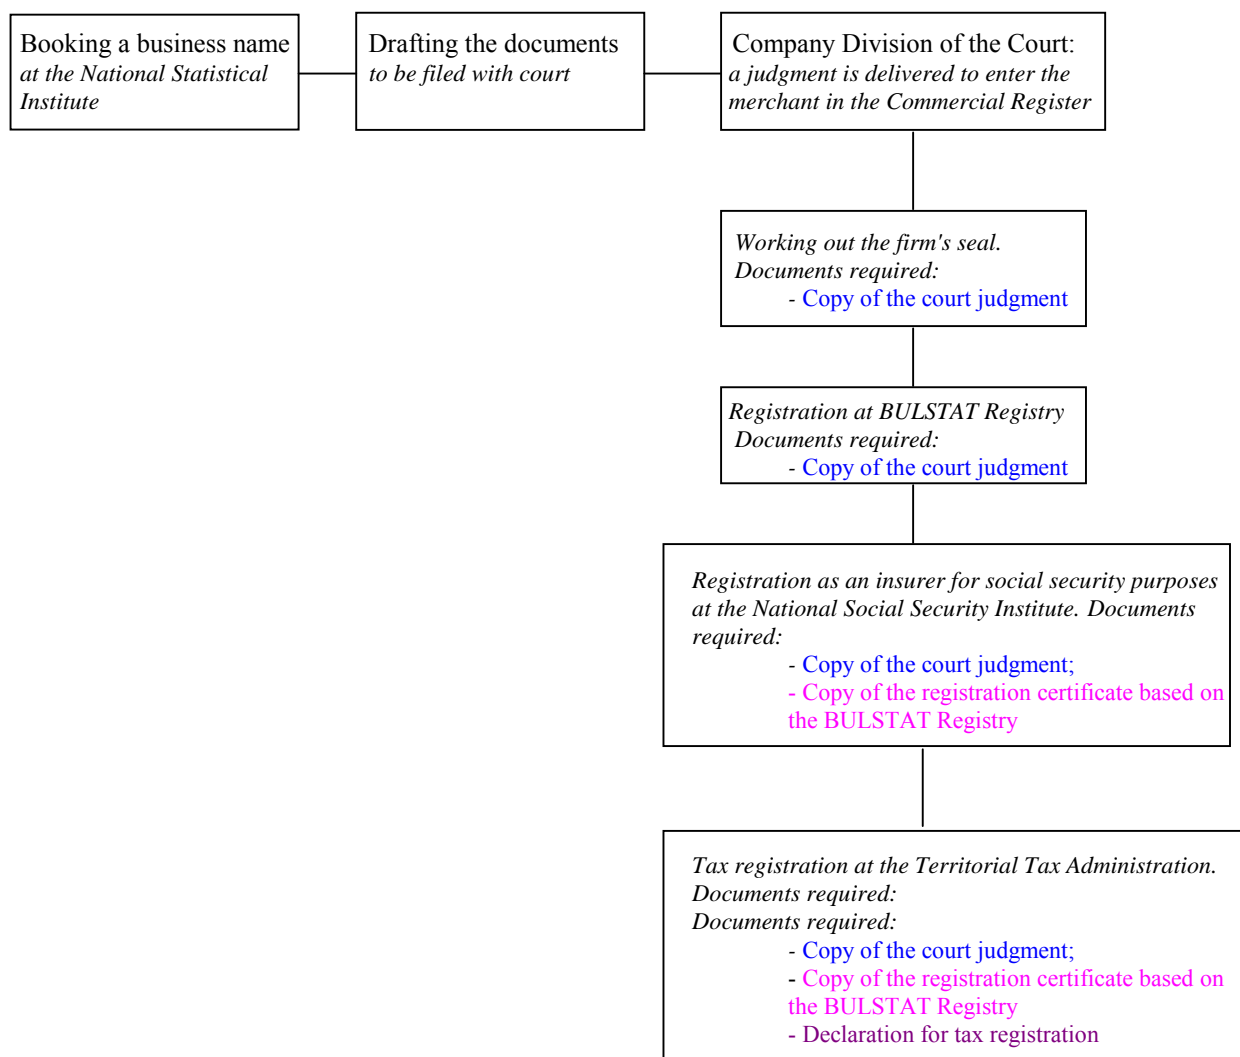 Booking a business name
at the National Statistical
Institute
Drafting the documents
to be filed with court
Company Division of the Court:
a judgment is delivered to enter the
merchant in the Commercial Register
Working out the firm's seal.
Documents required:
- Copy of the court judgment
Registration at BULSTAT Registry
Documents required:
- Copy of the court judgment
Registration as an insurer for social security purposes
at the National Social Security Institute. Documents
required:
- Copy of the court judgment;
- Copy of the registration certificate based on
the BULSTAT Registry
Tax registration at the Territorial Tax Administration.
Documents required:
Documents required:
- Copy of the court judgment;
- Copy of the registration certificate based on
the BULSTAT Registry
- Declaration for tax registration